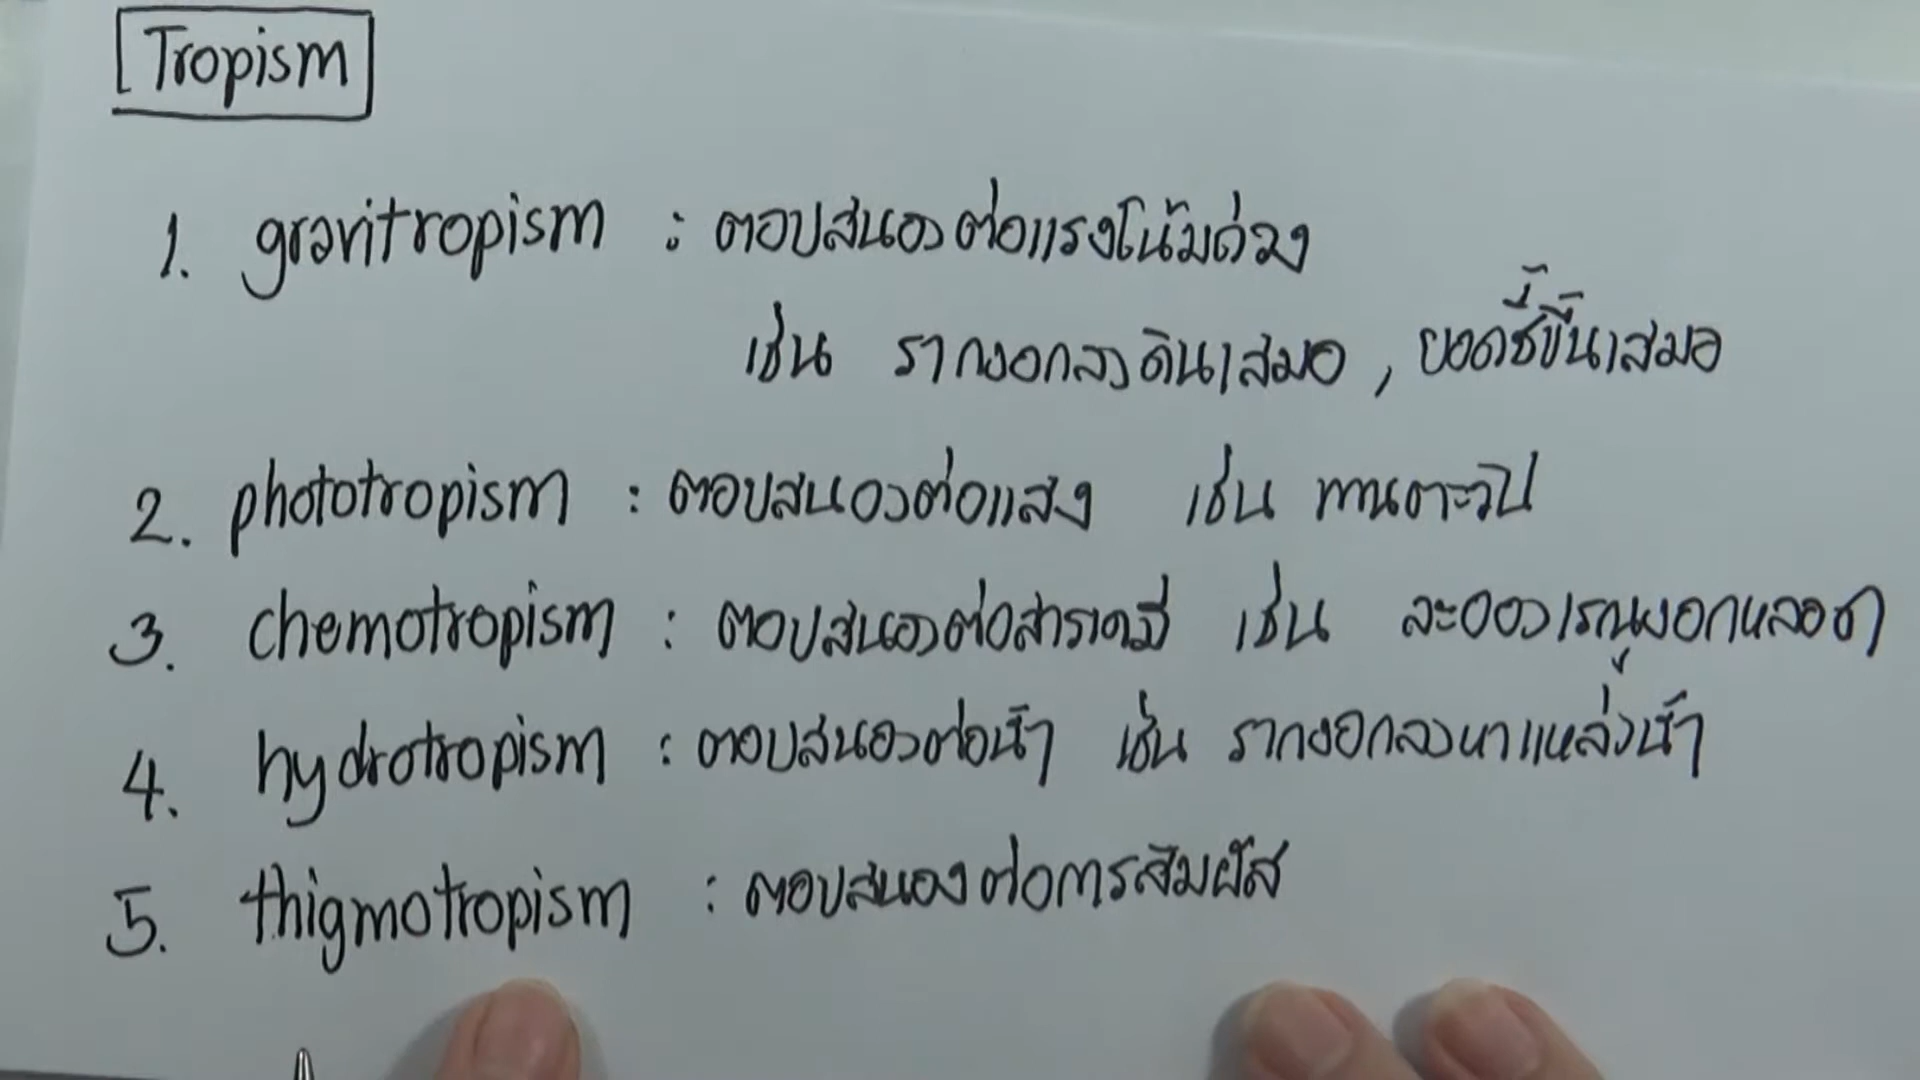 Tropism
1. gravitropism : ตอบสนองต่อแรงโน้มถ่วง
เช่น รากงอกลงดินเสมอ , ยอดชี้ขึ้นเสมอ
2. phototropism : ตอบสนองต่อแสง เช่น ทานตะวัน
3. chemotropism : ตอบสนองต่อสารเคมี เช่น ละอองเรณูงอกหลอด
4. hydrotropism : ตอบสนองต่อน้ำ เช่น รากงอกลงหาแหล่งน้ำ
5. thigmotropism : ตอบสนองต่อการสัมผัส